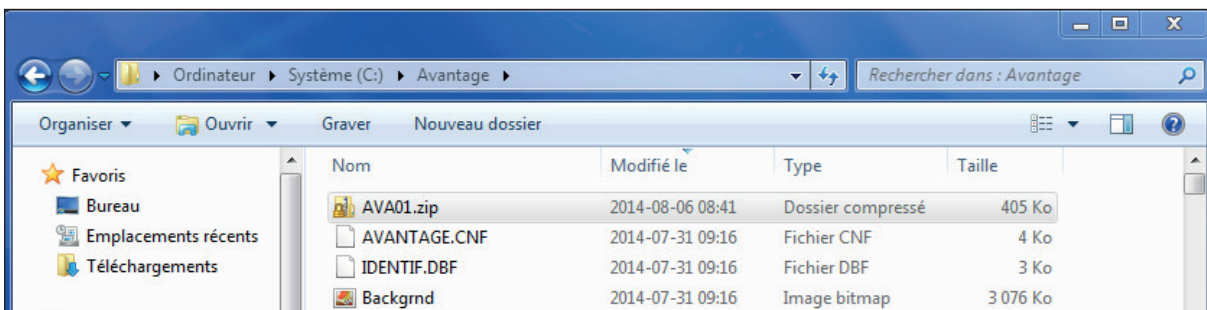 Ordinateur Système (C:) Avantage Rechercher dans : Avantage
Organiser Ouvrir Graver Nouveau dossier
Favoris
Bureau
Emplacements récents
Téléchargements
Nom Modifié le Type Taille
AVA01.zip 2014-08-06 08:41 Dossier compressé 405 Ko
AVANTAGE.CNF 2014-07-31 09:16 Fichier CNF 4 Ko
IDENTIF.DBF 2014-07-31 09:16 Fichier DBF 3 Ko
Backgrnd 2014-07-31 09:16 Image bitmap 3 076 Ko